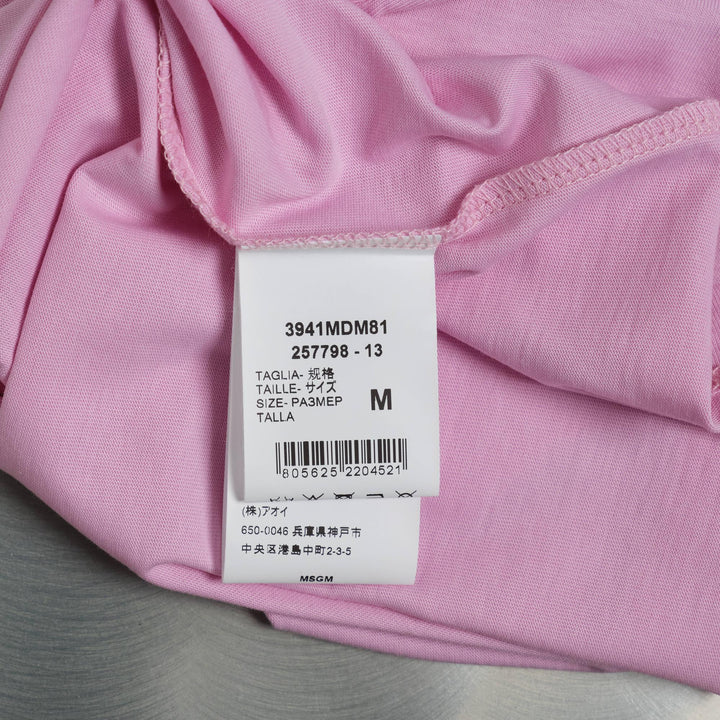 3941MDM81
257798 - 13
TAGLIA- 规格
TAILLE- サイズ
SIZE- РАЗМЕР
TALLA
M
805625 2204521
(株)アオイ
650-0046 兵庫県神戸市
中央区港島中町2-3-5
MSGM